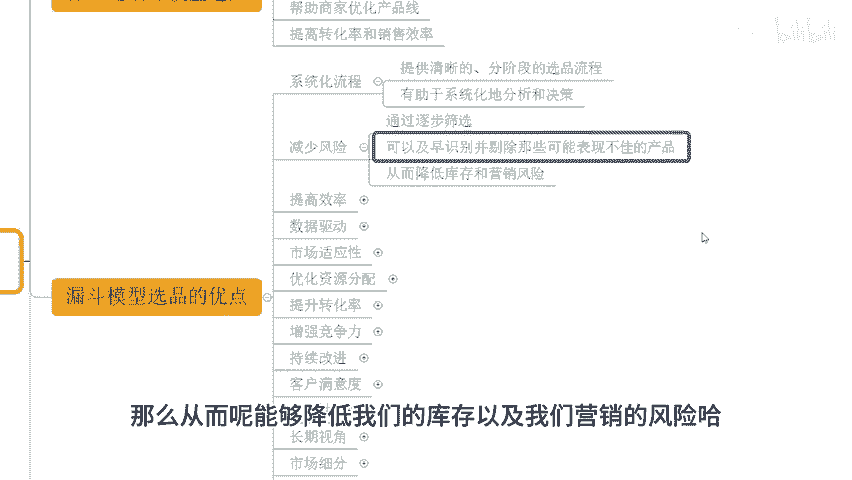 帮助商家优化产品线
提高转化率和销售效率
系统化流程
提供清晰的、分阶段的选品流程
有助于系统化地分析和决策
减少风险
通过逐步筛选
可以及早识别并剔除那些可能表现不佳的产品
从而降低库存和营销风险
提高效率
数据驱动
市场适应性
优化资源分配
漏斗模型选品的优点
提升转化率
增强竞争力
持续改进
客户满意度
那么从而呢能够降低我们的库存以及我们营销的风险哈
长期视角
市场细分
bilibili